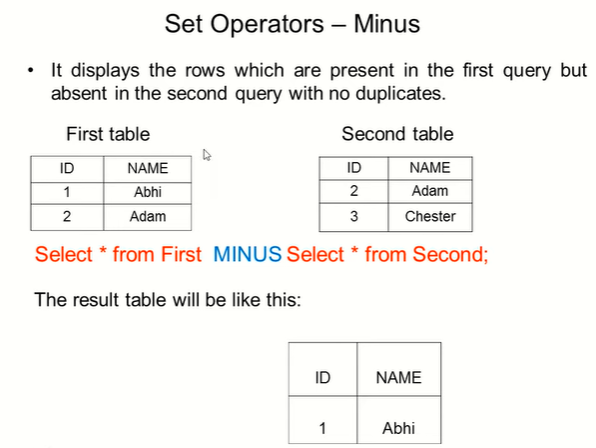 Set Operators – Minus
• It displays the rows which are present in the first query but
absent in the second query with no duplicates.
First table
Second table
ID NAME
1 Abhi
2 Adam
ID NAME
2 Adam
3 Chester
Select * from First MINUS Select * from Second;
The result table will be like this:
ID NAME
1 Abhi